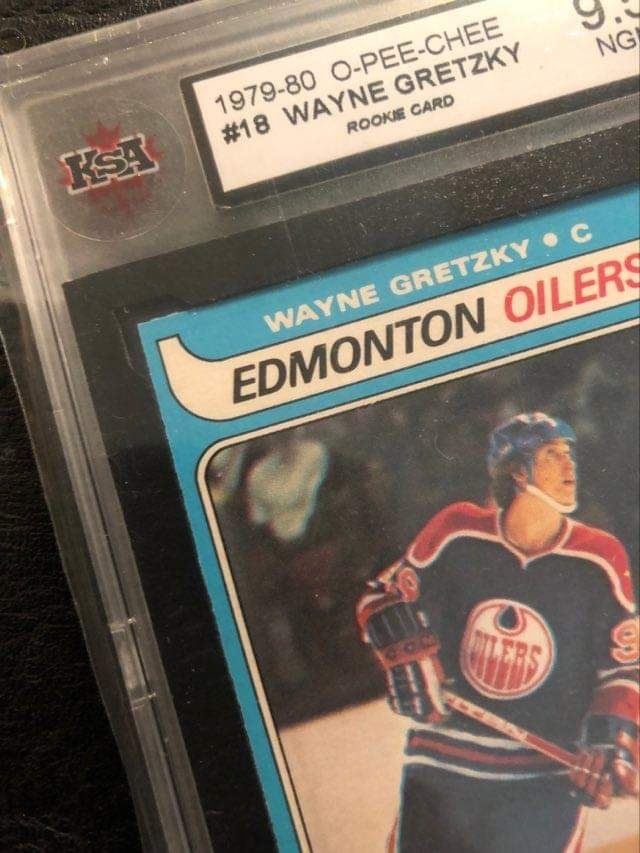 1979-80 O-PEE-CHEE
#18 WAYNE GRETZKY
ROOKIE CARD
KSA
WAYNE GRETZKY • C
EDMONTON OILERS
OILERS